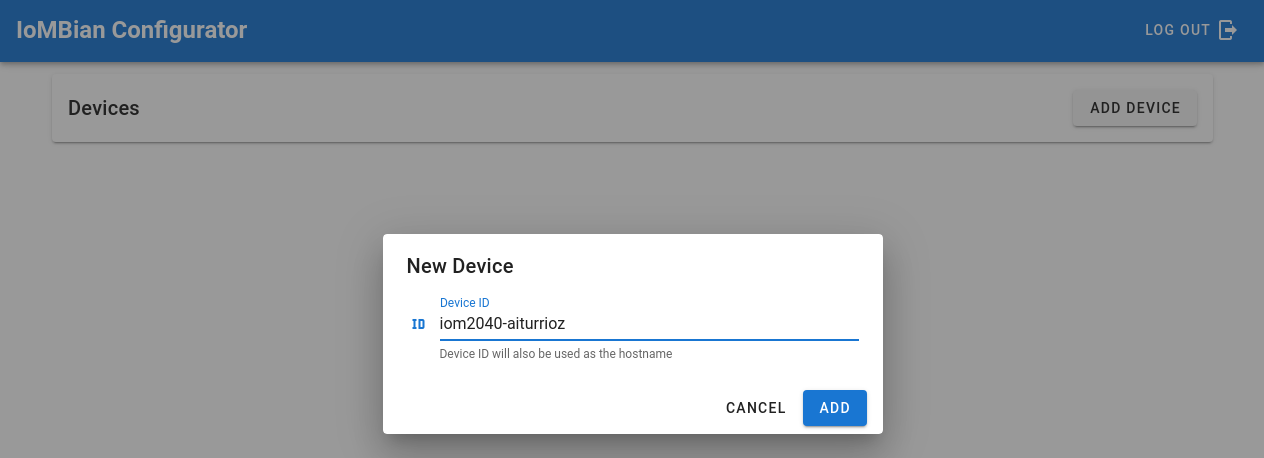 IoMBian Configurator
LOG OUT
Devices
ADD DEVICE
New Device
Device ID
ID
iom2040-aiturrioz
Device ID will also be used as the hostname
CANCEL
ADD